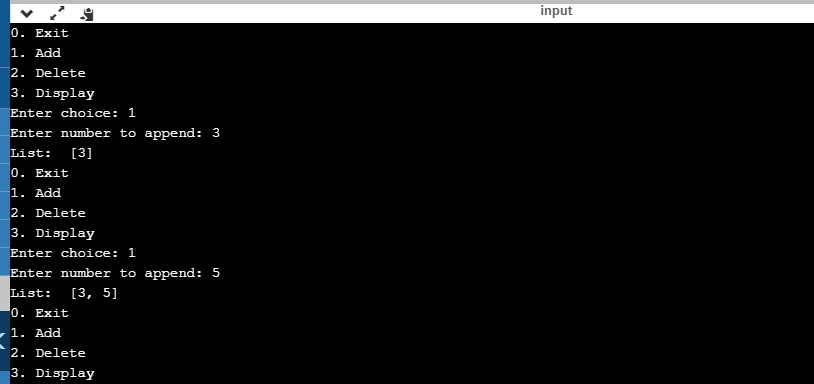 input
0. Exit
1. Add
2. Delete
3. Display
Enter choice: 1
Enter number to append: 3
List:  [3]
0. Exit
1. Add
2. Delete
3. Display
Enter choice: 1
Enter number to append: 5
List:  [3, 5]
0. Exit
1. Add
2. Delete
3. Display